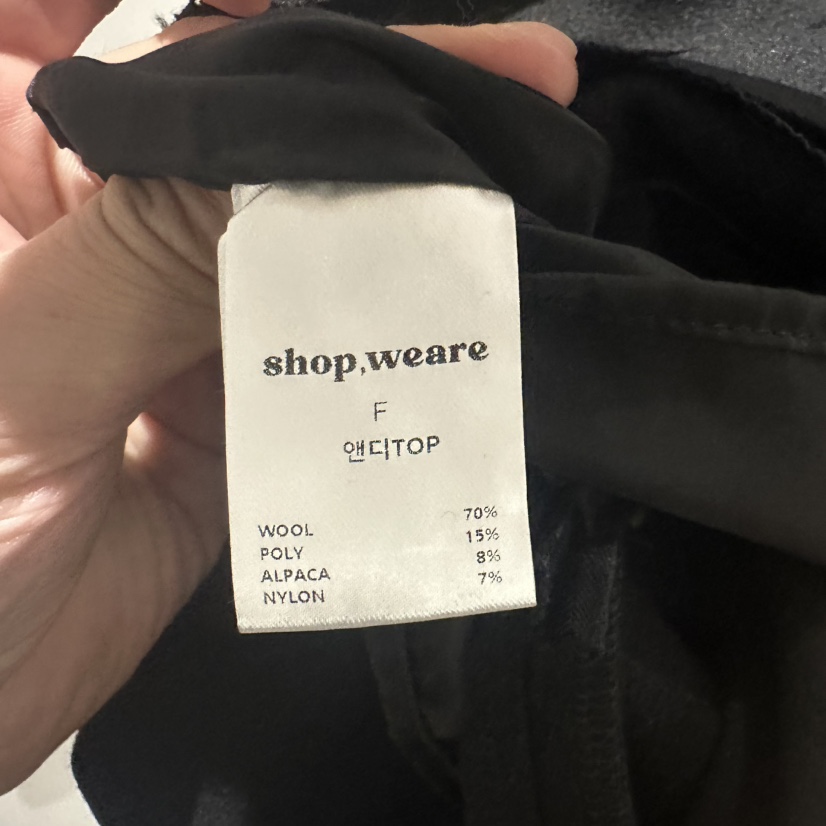 shop,weare
F
앤디TOP
WOOL 70%
POLY 15%
ALPACA 8%
NYLON 7%